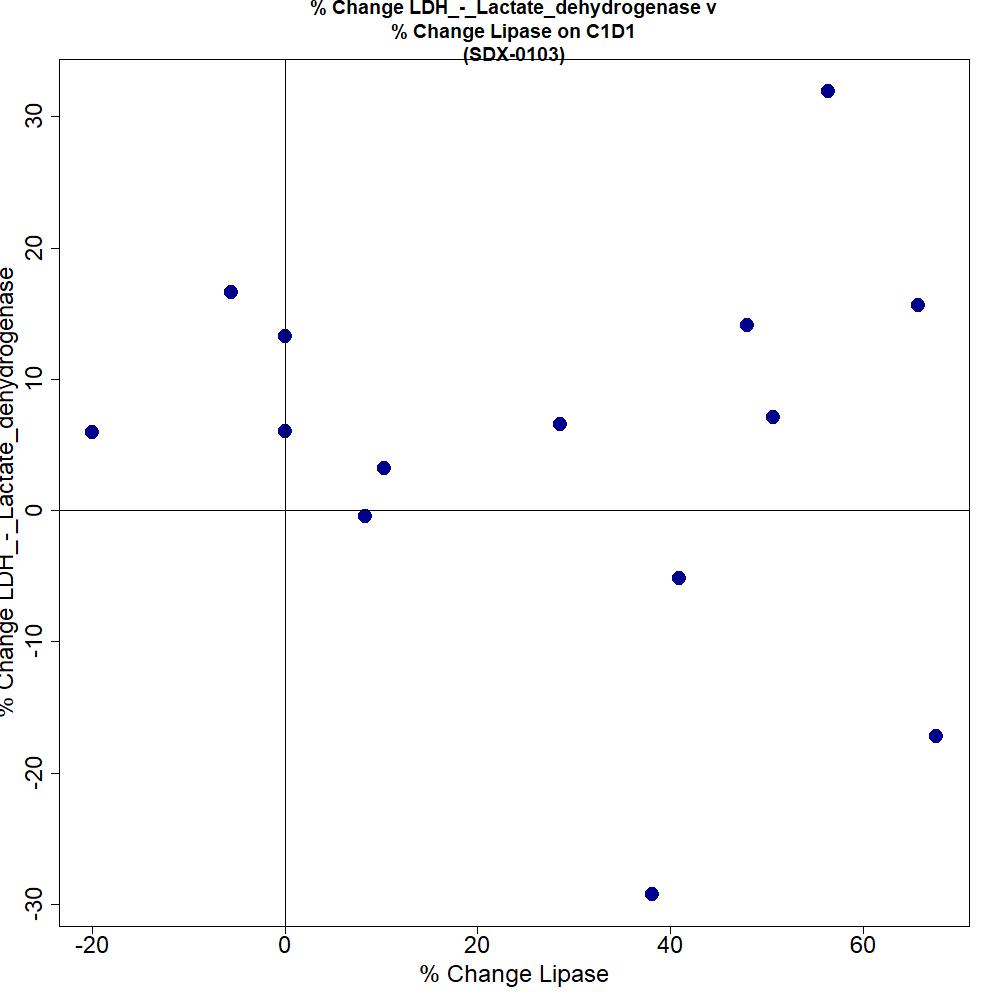 % Change LDH_-_Lactate_dehydrogenase v
% Change Lipase on C1D1
(SDX-0103)
% Change LDH_-_Lactate_dehydrogenase
30
20
10
0
-10
-20
-30
-20 0 20 40 60
% Change Lipase